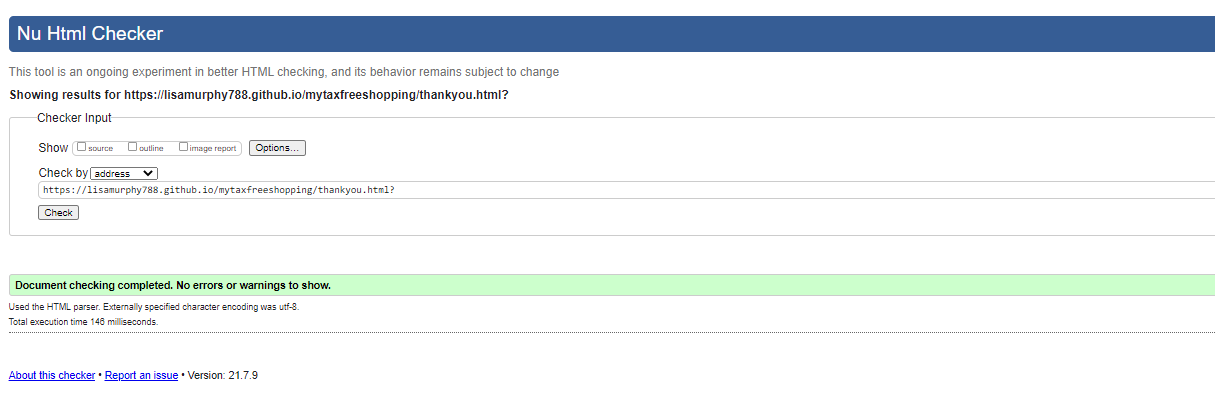 Nu Html Checker
This tool is an ongoing experiment in better HTML checking, and its behavior remains subject to change
Showing results for https://lisamurphy788.github.io/mytaxfreeshopping/thankyou.html?
Checker Input
Show source outline image report Options...
Check by address
https://lisamurphy788.github.io/mytaxfreeshopping/thankyou.html?
Check
Document checking completed. No errors or warnings to show.
Used the HTML parser. Externally specified character encoding was utf-8.
Total execution time 146 milliseconds.
About this checker • Report an issue • Version: 21.7.9